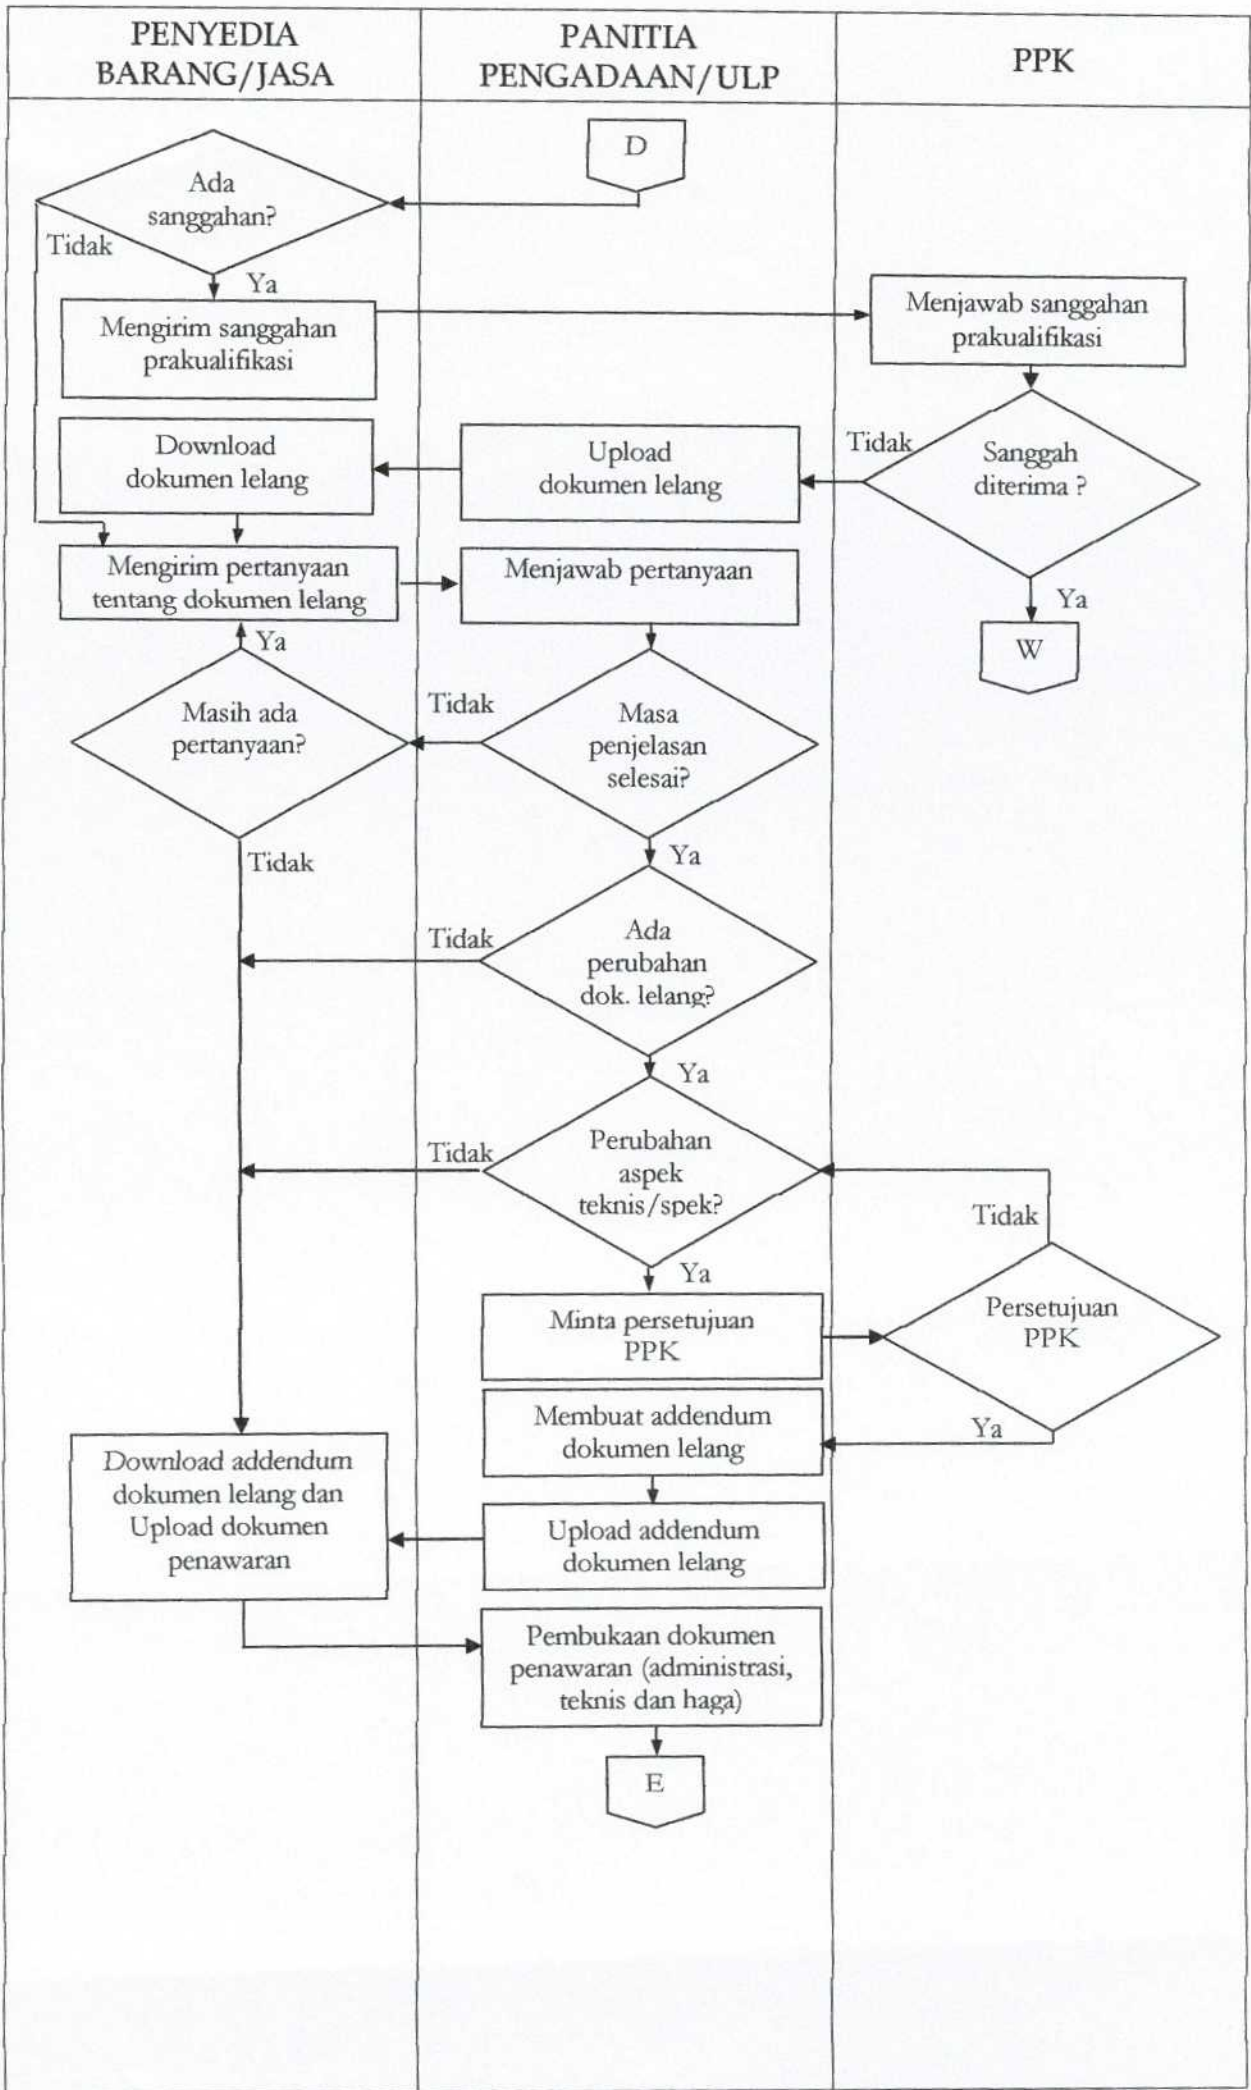 PENYEDIA
BARANG/JASA
PANITIA
PENGADAAN/ULP
PPK
D
Ada
sanggahan?
Tidak
Ya
Mengirim sanggahan
prakualifikasi
Menjawab sanggahan
prakualifikasi
Download
dokumen lelang
Upload
dokumen lelang
Tidak
Sanggah
diterima ?
Mengirim pertanyaan
tentang dokumen lelang
Menjawab pertanyaan
Ya
W
Ya
Masih ada
pertanyaan?
Tidak
Masa
penjelasan
selesai?
Tidak
Ya
Tidak
Ada
perubahan
dok. lelang?
Ya
Tidak
Perubahan
aspek
teknis/spek?
Tidak
Ya
Minta persetujuan
PPK
Persetujuan
PPK
Membuat addendum
dokumen lelang
Ya
Download addendum
dokumen lelang dan
Upload dokumen
penawaran
Upload addendum
dokumen lelang
Pembukaan dokumen
penawaran (administrasi,
teknis dan haga)
E